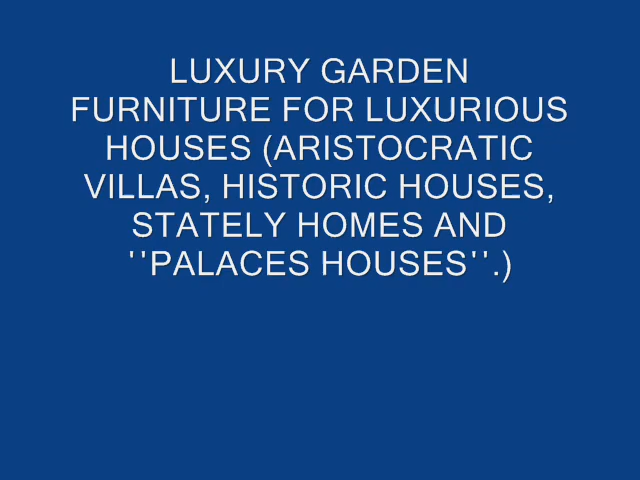 LUXURY GARDEN
FURNITURE FOR LUXURIOUS
HOUSES (ARISTOCRATIC
VILLAS, HISTORIC HOUSES,
STATELY HOMES AND
''PALACES HOUSES''.)